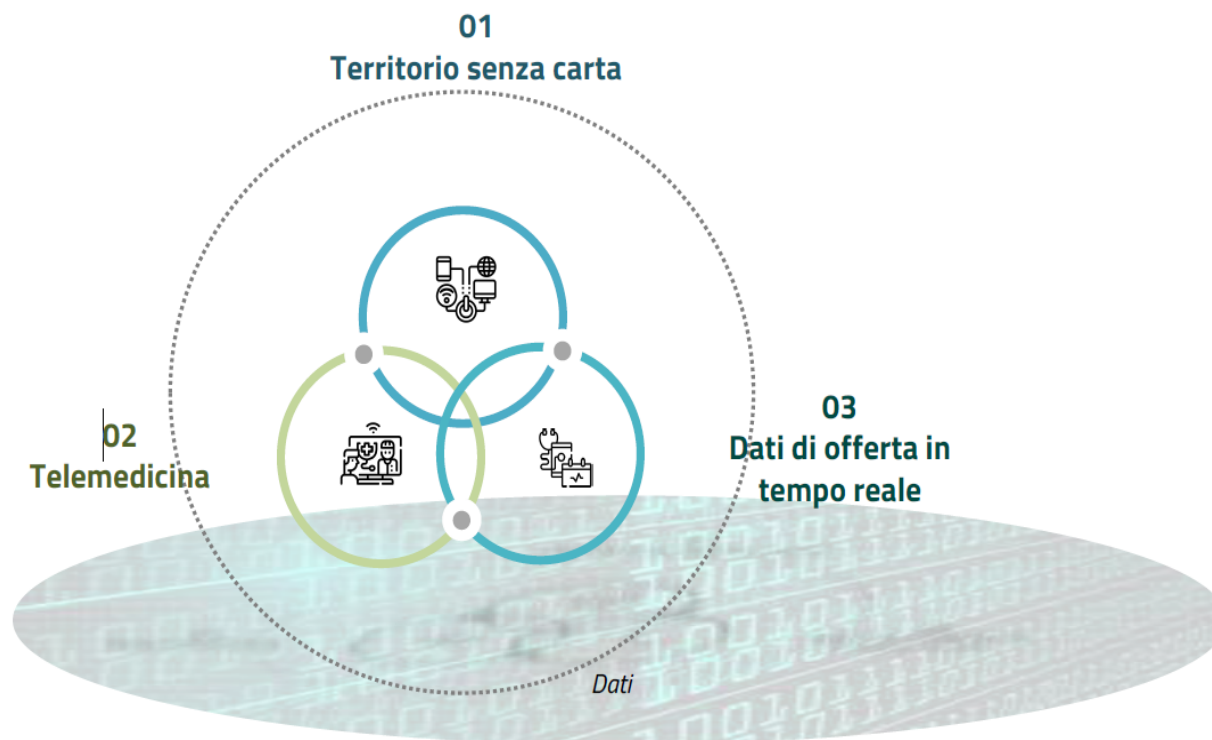 01
Territorio senza carta
02
Telemedicina
03
Dati di offerta in
tempo reale
Dati